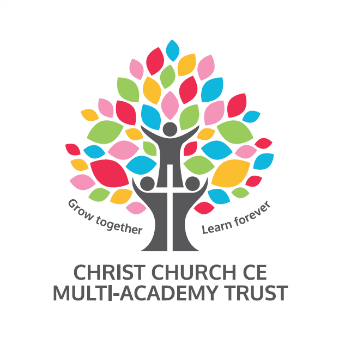 Grow together
Learn forever
CHRIST CHURCH CE
MULTI-ACADEMY TRUST